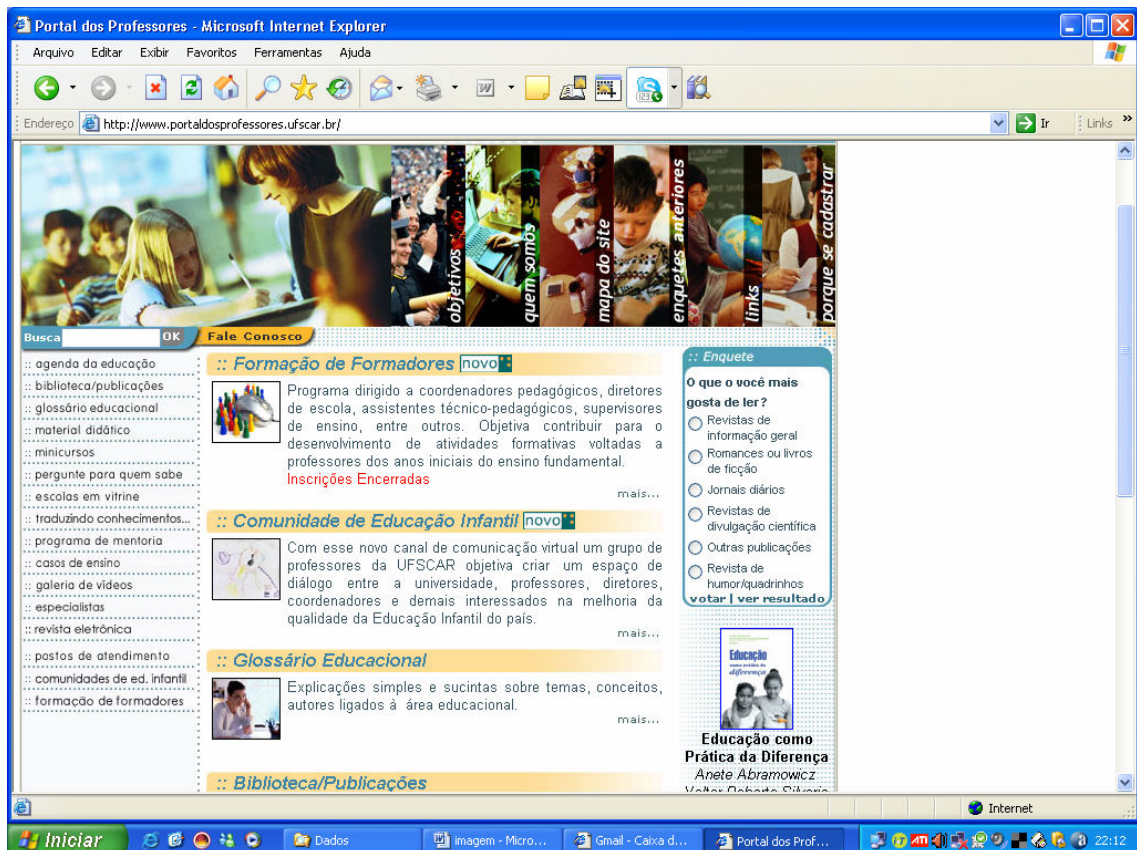 Portal dos Professores - Microsoft Internet Explorer
Arquivo Editar Exibir Favoritos Ferramentas Ajuda
Endereço http://www.portaldosprofessores.ufscar.br/ Ir Links »
objetivos
quem somos
mapa do site
enquetes anteriores
links
porque se cadastrar
Busca OK Fale Conosco
:: agenda da educação
:: biblioteca/publicações
:: glossário educacional
:: material didático
:: minicursos
:: pergunte para quem sabe
:: escolas em vitrine
:: traduzindo conhecimentos...
:: programa de mentoria
:: casos de ensino
:: galeria de vídeos
:: especialistas
:: revista eletrônica
:: postos de atendimento
:: comunidades de ed. infantil
:: formação de formadores
:: Formação de Formadores novo
Programa dirigido a coordenadores pedagógicos, diretores
de escola, assistentes técnico-pedagógicos, supervisores
de ensino, entre outros. Objetiva contribuir para o
desenvolvimento de atividades formativas voltadas a
professores dos anos iniciais do ensino fundamental.
Inscrições Encerradas
mais...
:: Comunidade de Educação Infantil novo
Com esse novo canal de comunicação virtual um grupo de
professores da UFSCAR objetiva criar um espaço de
diálogo entre a universidade, professores, diretores,
coordenadores e demais interessados na melhoria da
qualidade da Educação Infantil do país.
mais...
:: Glossário Educacional
Explicações simples e sucintas sobre temas, conceitos,
autores ligados à área educacional.
mais...
:: Biblioteca/Publicações
:: Enquete
O que o você mais
gosta de ler?
Revistas de
informação geral
Romances ou livros
de ficção
Jornais diários
Revistas de
divulgação científica
Outras publicações
Revista de
humor/quadrinhos
votar | ver resultado
Educação
como prática da
diferença
Educação como
Prática da Diferença
Anete Abramowicz
Internet
Iniciar Dados imagem - Micro... Gmail - Caixa d... Portal dos Prof... 22:12